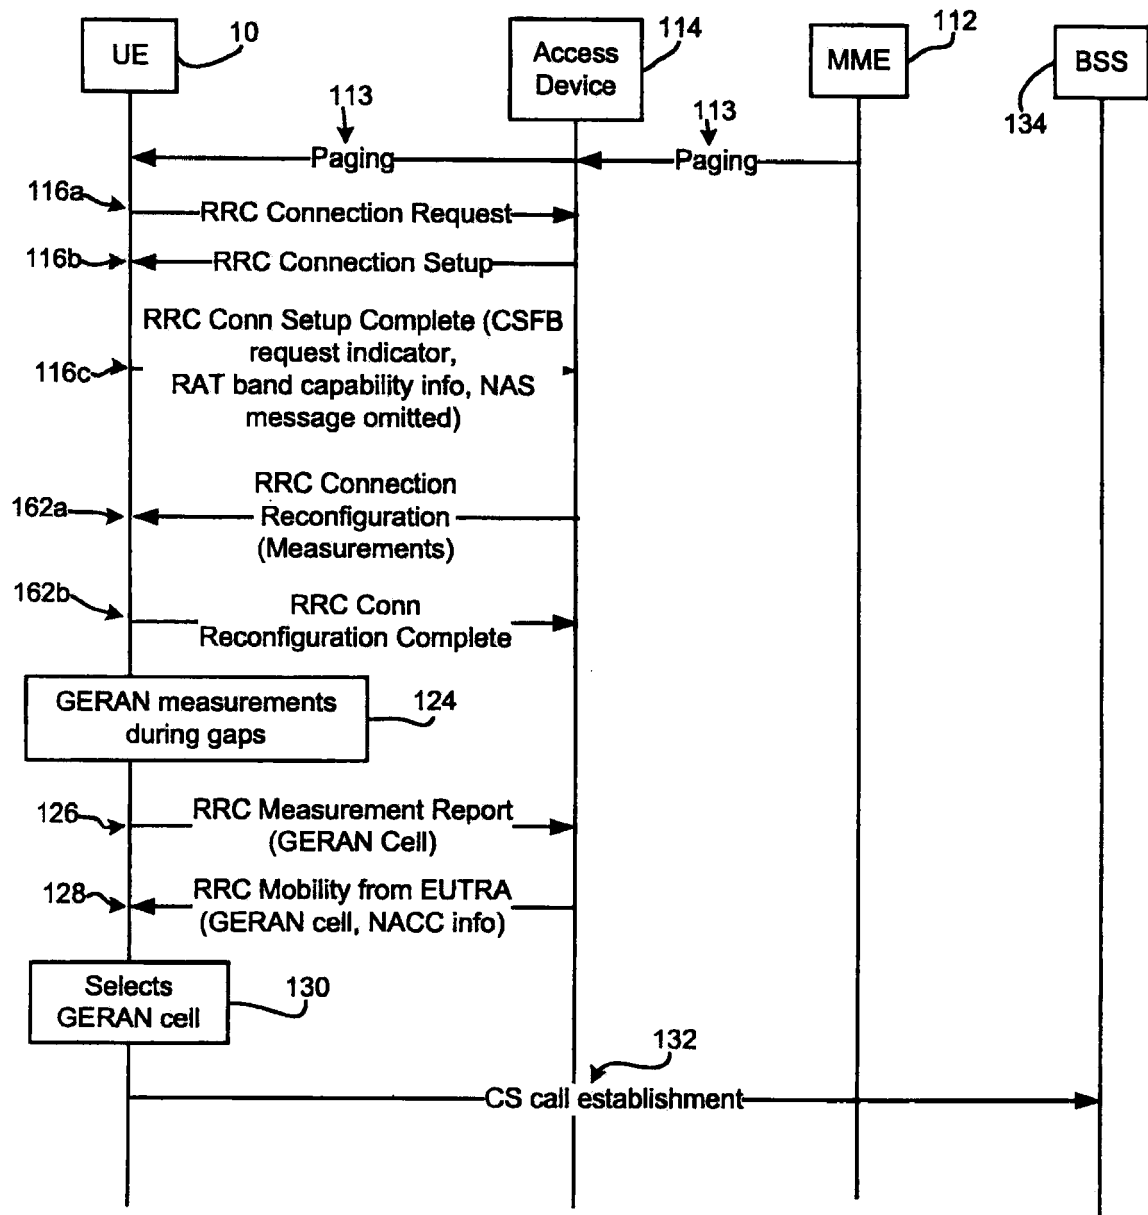 UE
10
Access
Device
114
MME
112
BSS
134
113
113
Paging
Paging
116a
RRC Connection Request
116b
RRC Connection Setup
RRC Conn Setup Complete (CSFB
request indicator,
116c
RAT band capability info, NAS
message omitted)
RRC Connection
162a
Reconfiguration
(Measurements)
162b
RRC Conn
Reconfiguration Complete
GERAN measurements
during gaps
124
126
RRC Measurement Report
(GERAN Cell)
128
RRC Mobility from EUTRA
(GERAN cell, NACC info)
Selects
GERAN cell
130
132
CS call establishment